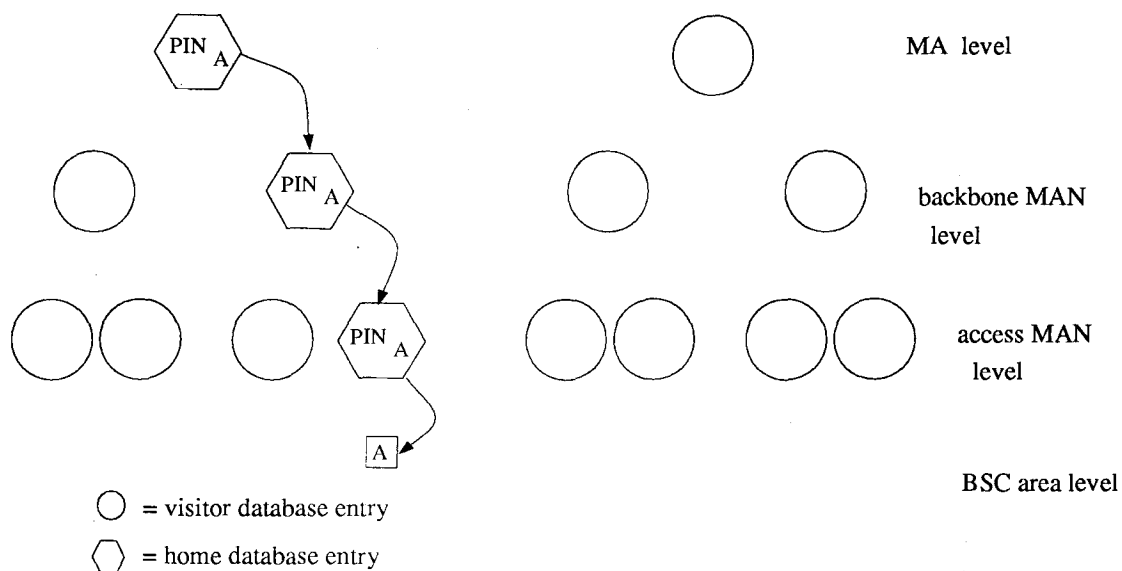 PIN A
MA level
PIN A
backbone MAN
level
PIN A
access MAN
level
A
BSC area level
= visitor database entry
= home database entry